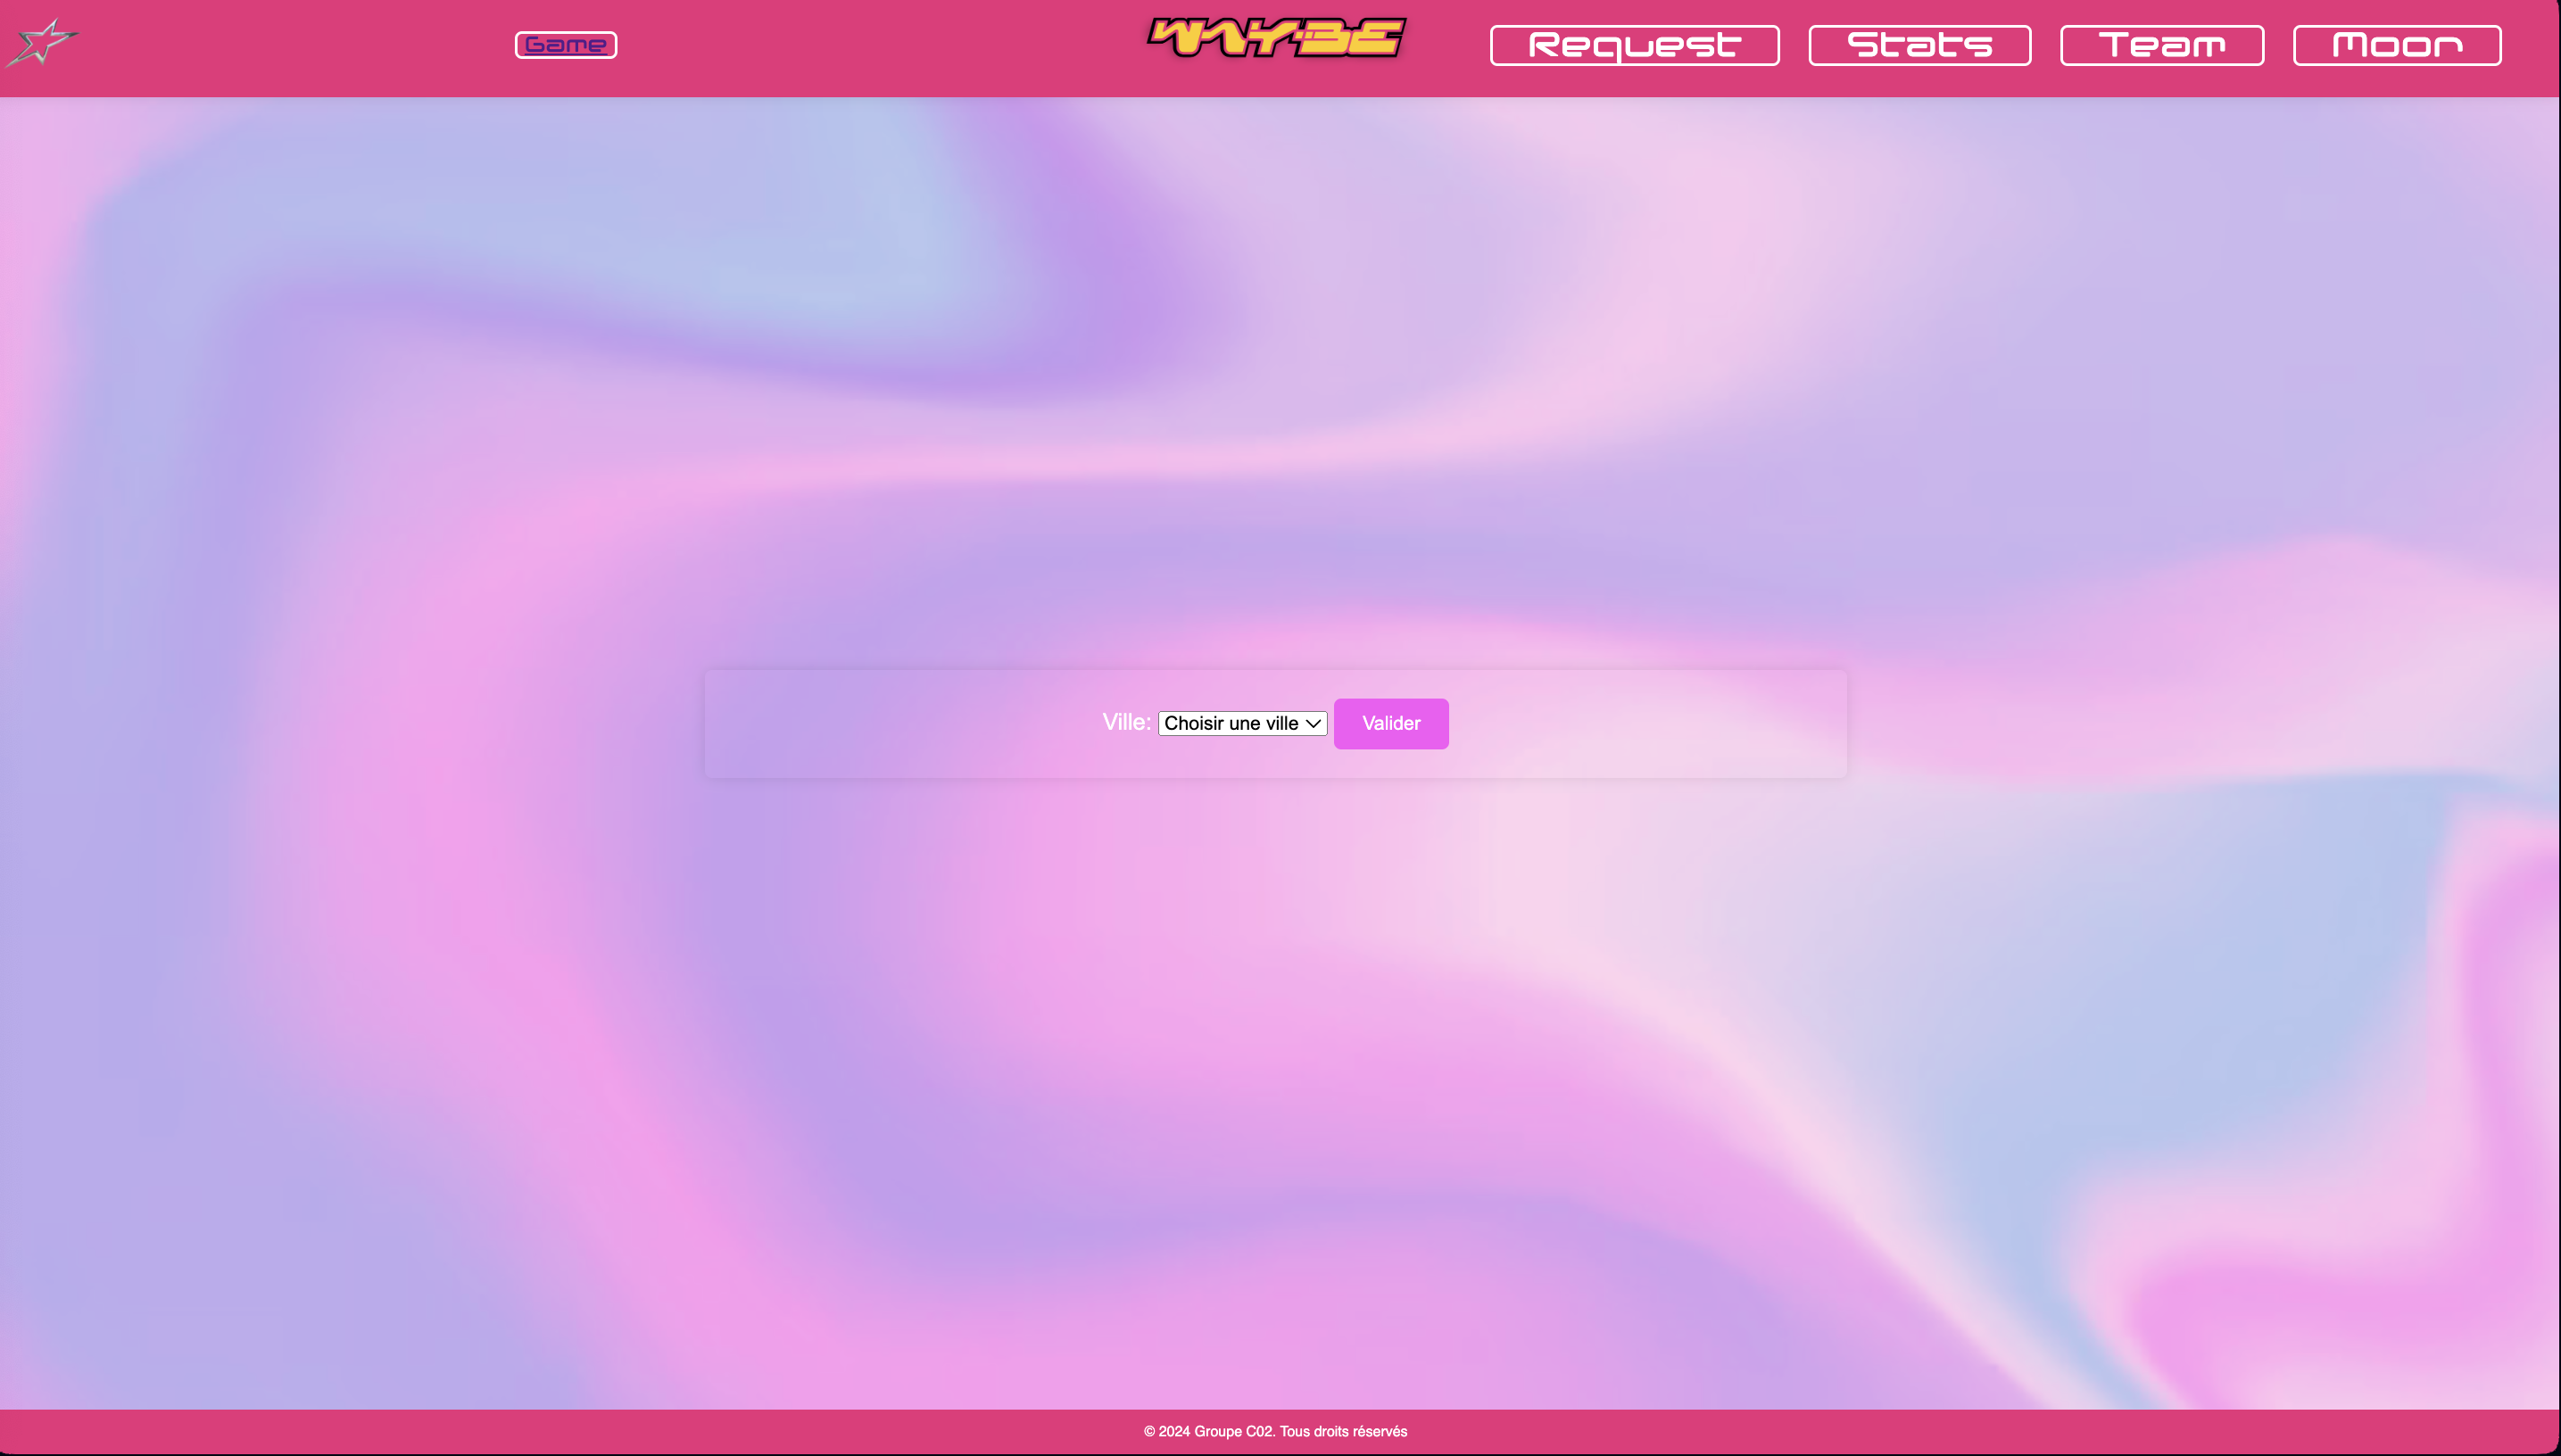 Game
WAYBE
Request
Stats
Team
Moon
Ville: Choisir une ville Valider
© 2024 Groupe C02. Tous droits réservés